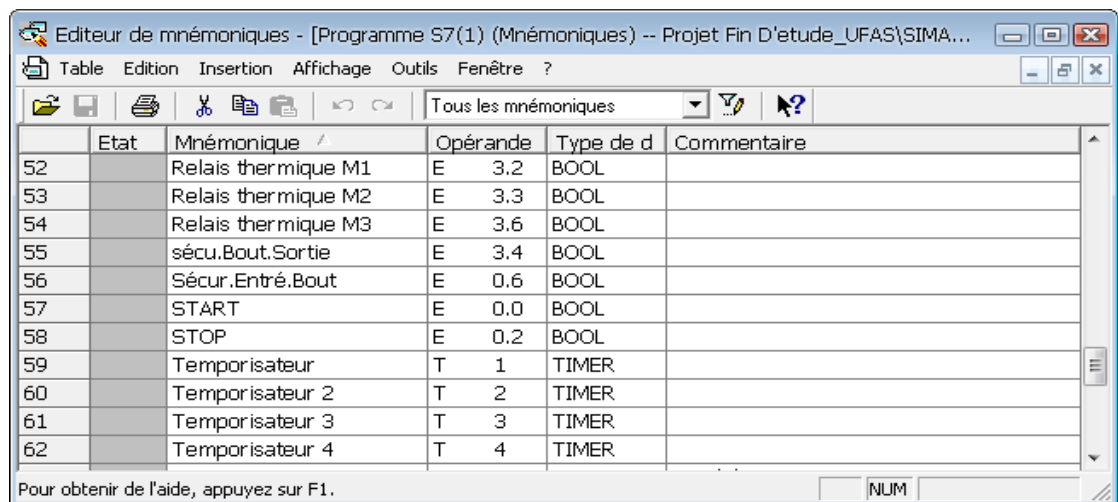 Editeur de mnémoniques - [Programme S7(1) (Mnémoniques) -- Projet Fin D'etude_UFAS\SIMA...
Table Edition Insertion Affichage Outils Fenêtre ?
Tous les mnémoniques
Etat Mnémonique Opérande Type de d Commentaire
52 Relais thermique M1 E 3.2 BOOL
53 Relais thermique M2 E 3.3 BOOL
54 Relais thermique M3 E 3.6 BOOL
55 sécu.Bout.Sortie E 3.4 BOOL
56 Sécur.Entré.Bout E 0.6 BOOL
57 START E 0.0 BOOL
58 STOP E 0.2 BOOL
59 Temporisateur T 1 TIMER
60 Temporisateur 2 T 2 TIMER
61 Temporisateur 3 T 3 TIMER
62 Temporisateur 4 T 4 TIMER
Pour obtenir de l'aide, appuyez sur F1. NUM